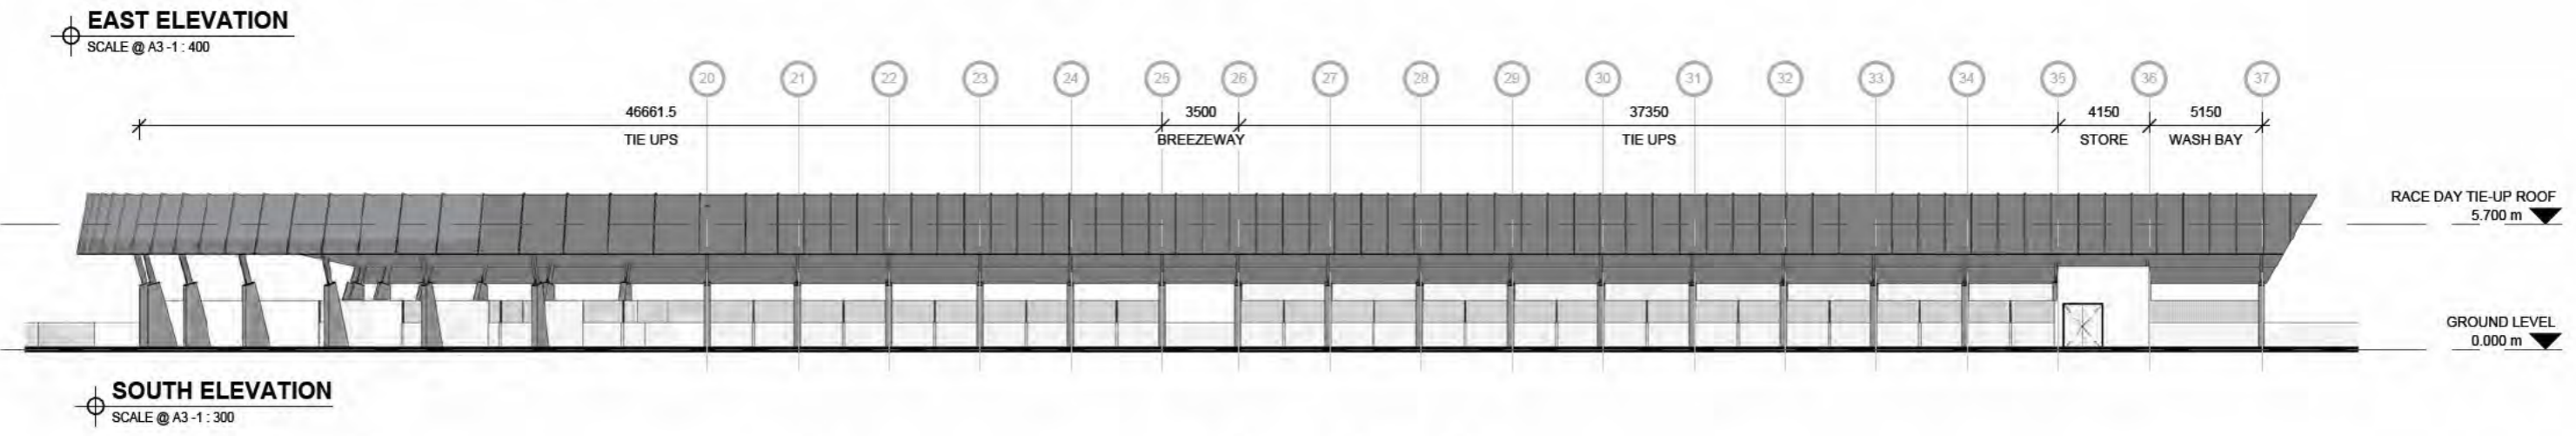 EAST ELEVATION
SCALE @ A3 -1 : 400
20 21 22 23 24 25 26 27 28 29 30 31 32 33 34 35 36 37
46661.5 3500 37350 4150 5150
TIE UPS BREEZEWAY TIE UPS STORE WASH BAY
RACE DAY TIE-UP ROOF
5.700 m
GROUND LEVEL
0.000 m
SOUTH ELEVATION
SCALE @ A3 -1 : 300